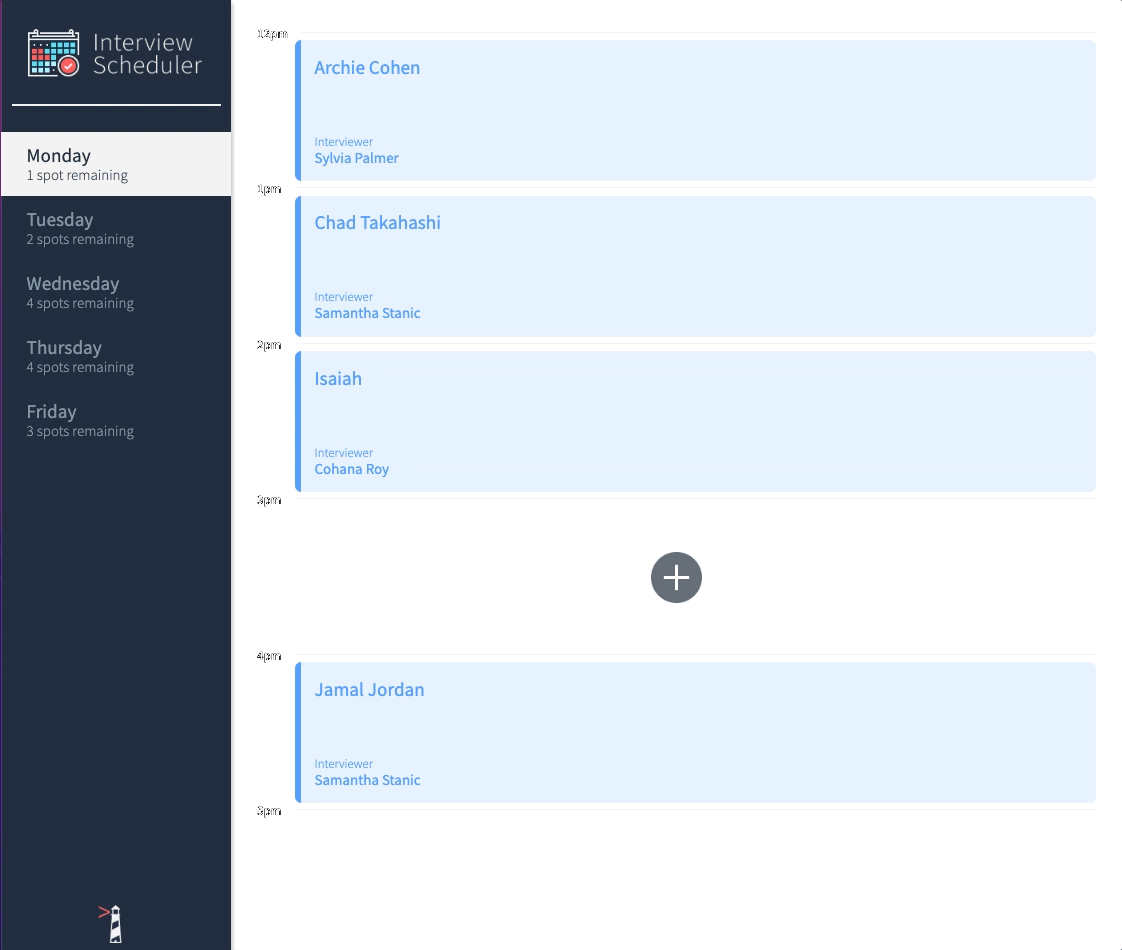 Interview
Scheduler
Monday
1 spot remaining
Tuesday
2 spots remaining
Wednesday
4 spots remaining
Thursday
4 spots remaining
Friday
3 spots remaining
12pm
Archie Cohen
Interviewer
Sylvia Palmer
1pm
Chad Takahashi
Interviewer
Samantha Stanic
2pm
Isaiah
Interviewer
Cohana Roy
3pm
4pm
Jamal Jordan
Interviewer
Samantha Stanic
5pm